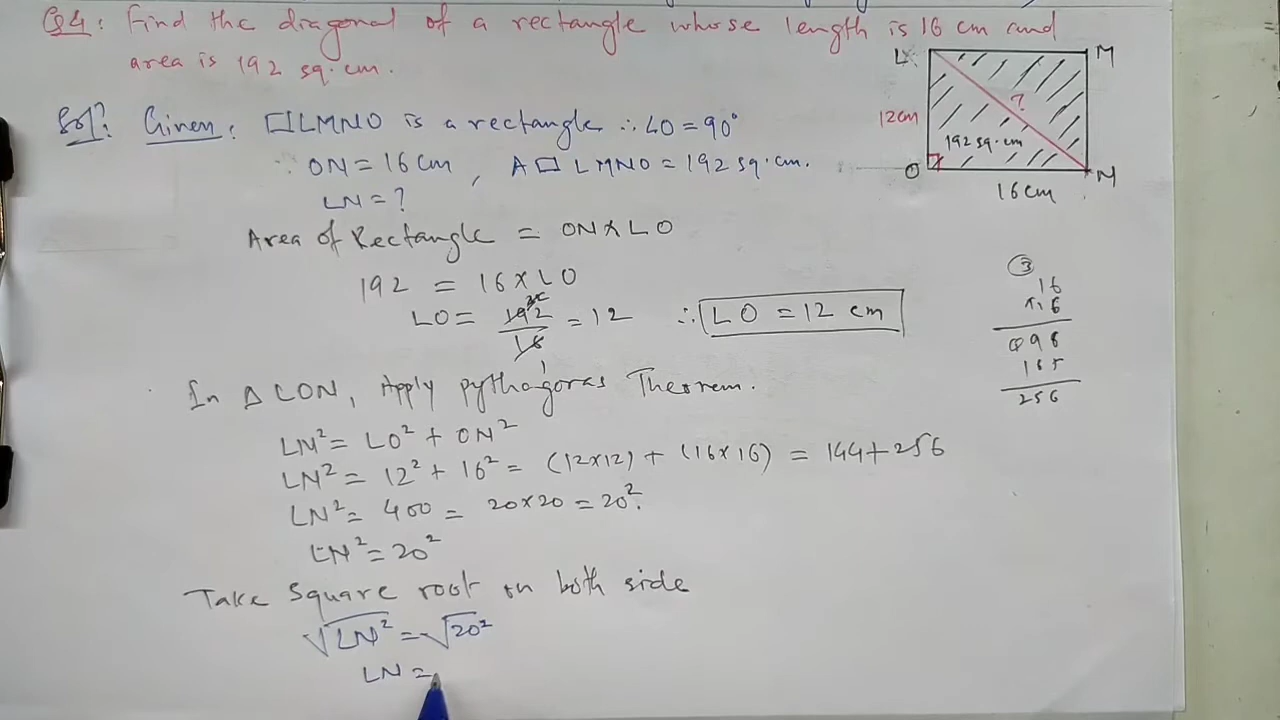 Q4: Find the diagonal of a rectangle whose length is 16 cm and
area is 192 sq.cm.
Solⁿ: Given: □LMNO is a rectangle ∴ LO = 90°
ON = 16 cm, A □ LMNO = 192 sq.cm.
LN = ?
Area of Rectangle = ON × LO
192 = 16 × LO
LO = 192/16 = 12 ∴ LO = 12 cm
In Δ LON, Apply pythagoras Theorem.
LN² = LO² + ON²
LN² = 12² + 16² = (12×12) + (16×16) = 144 + 256
LN² = 400 = 20×20 = 20².
LN² = 20²
Take Square root on both side
√LN² = √20²
LN =
L M
?
12cm
192 sq.cm
O M
16cm
3
16
96
256